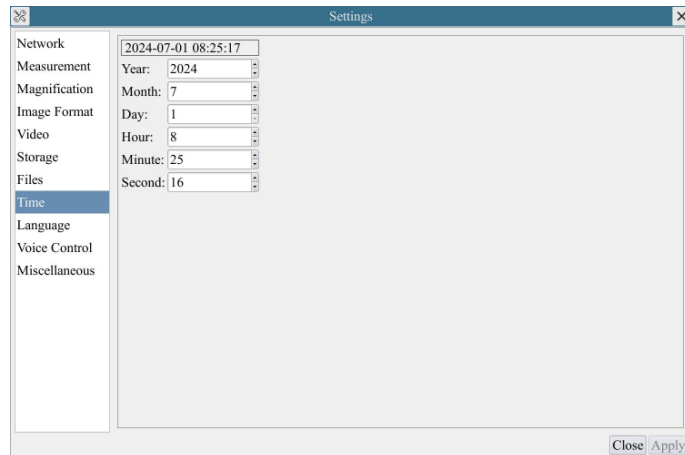 Settings
Network
Measurement
Magnification
Image Format
Video
Storage
Files
Time
Language
Voice Control
Miscellaneous
2024-07-01 08:25:17
Year: 2024
Month: 7
Day: 1
Hour: 8
Minute: 25
Second: 16
Close Apply